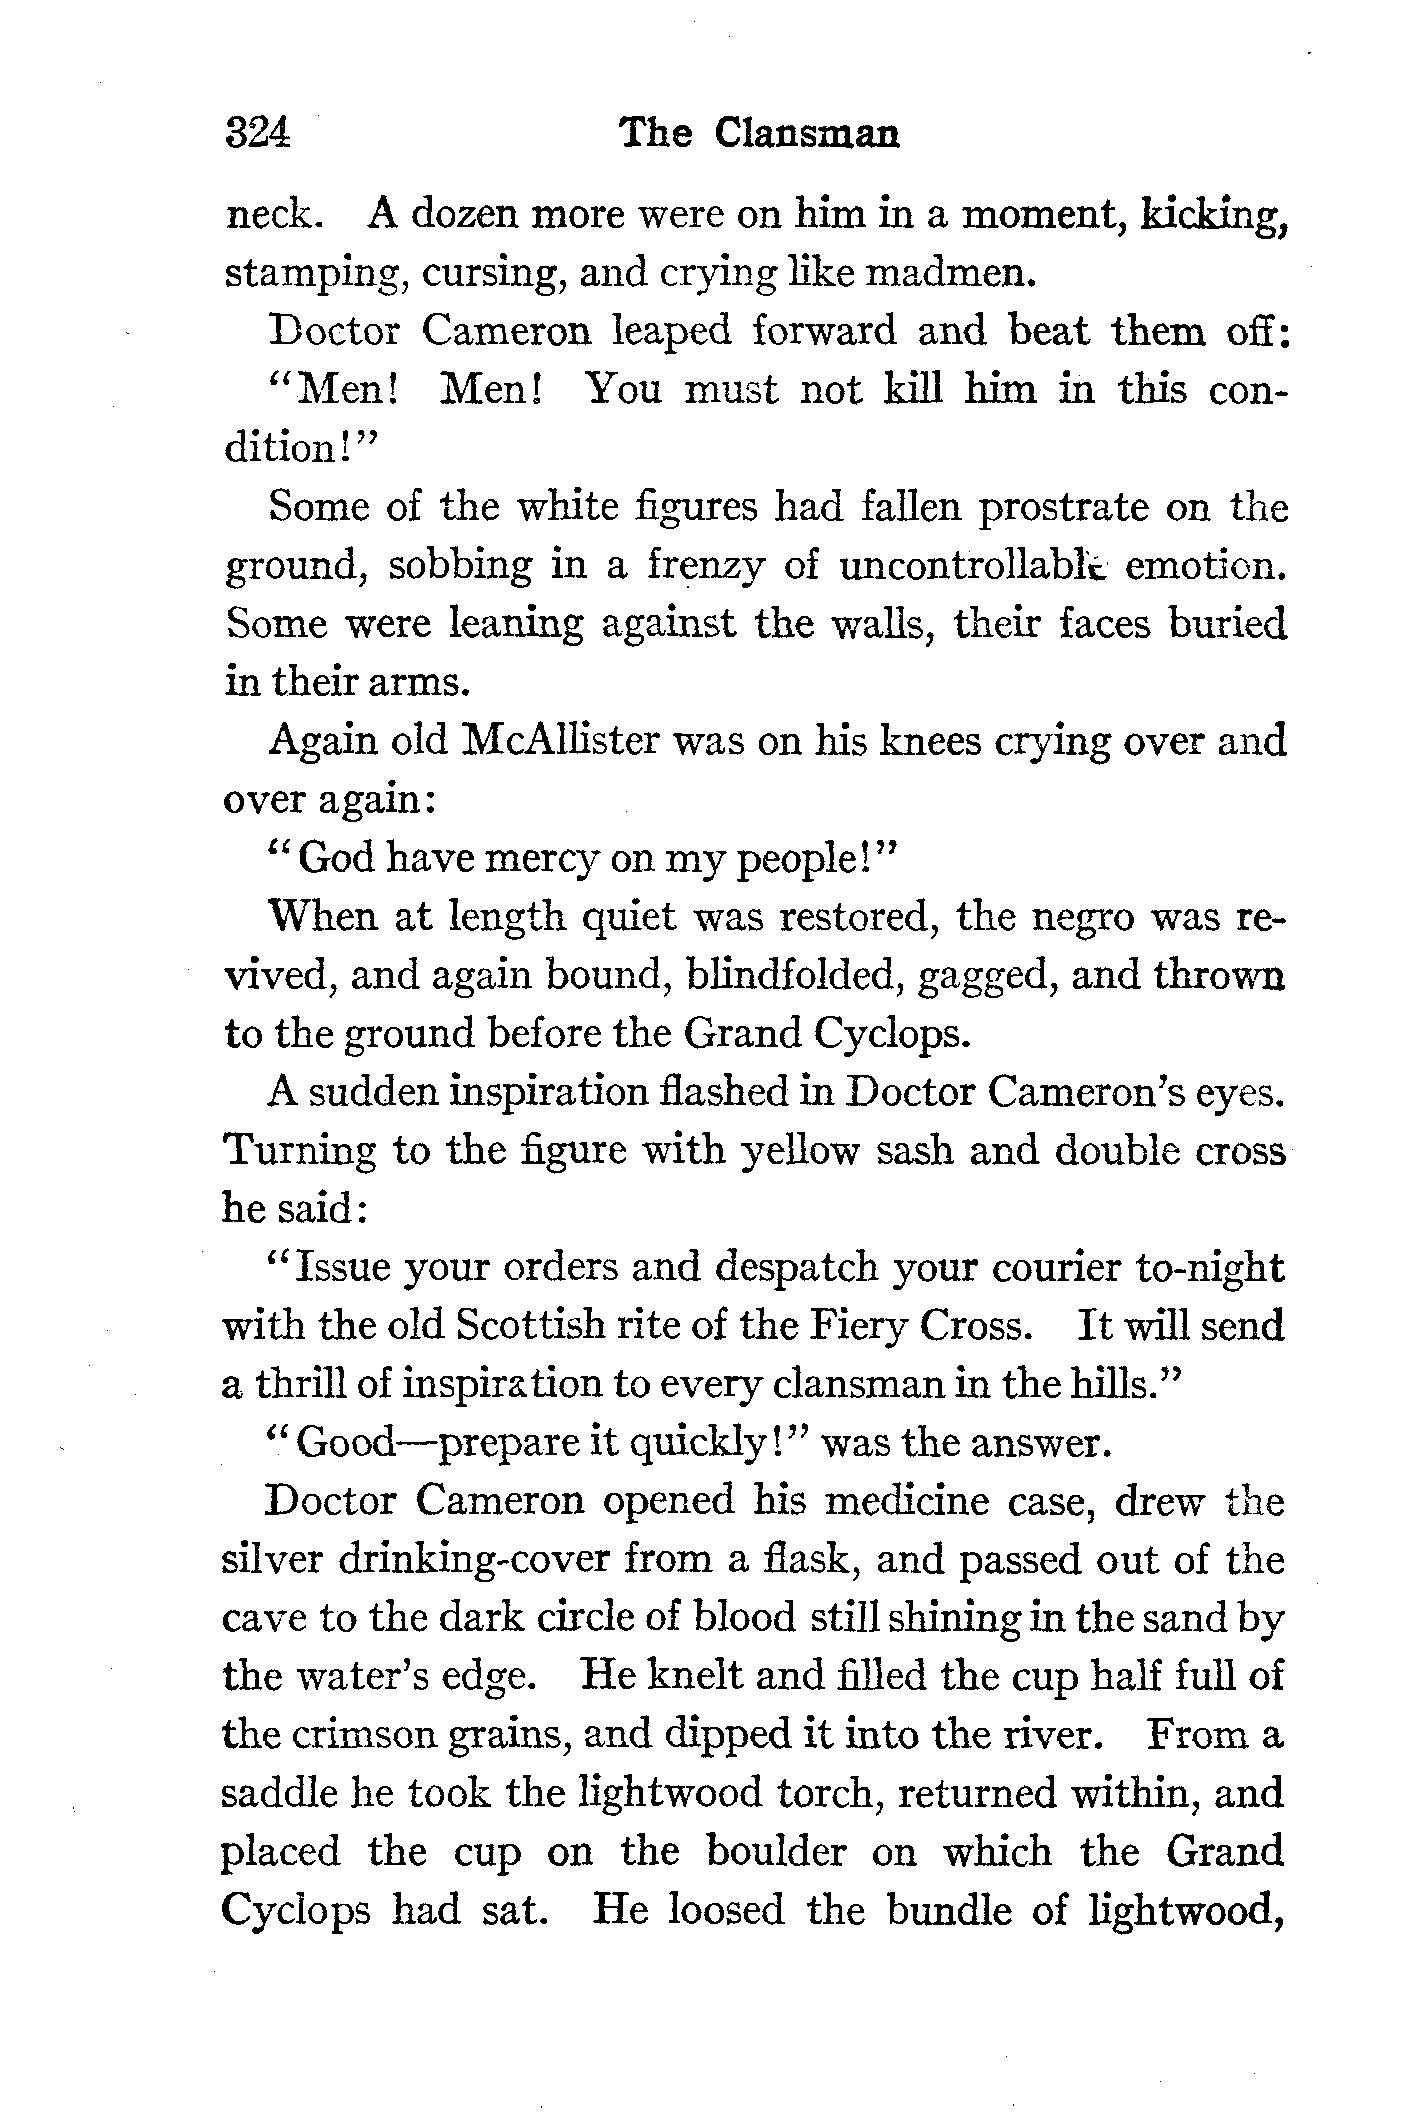 324 The Clansman
neck. A dozen more were on him in a moment, kicking,
stamping, cursing, and crying like madmen.
Doctor Cameron leaped forward and beat them off:
“Men! Men! You must not kill him in this con-
dition!”
Some of the white figures had fallen prostrate on the
ground, sobbing in a frenzy of uncontrollable emotion.
Some were leaning against the walls, their faces buried
in their arms.
Again old McAllister was on his knees crying over and
over again:
“God have mercy on my people!”
When at length quiet was restored, the negro was re-
vived, and again bound, blindfolded, gagged, and thrown
to the ground before the Grand Cyclops.
A sudden inspiration flashed in Doctor Cameron’s eyes.
Turning to the figure with yellow sash and double cross
he said:
“Issue your orders and despatch your courier to-night
with the old Scottish rite of the Fiery Cross. It will send
a thrill of inspiration to every clansman in the hills.”
“Good—prepare it quickly!” was the answer.
Doctor Cameron opened his medicine case, drew the
silver drinking-cover from a flask, and passed out of the
cave to the dark circle of blood still shining in the sand by
the water’s edge. He knelt and filled the cup half full of
the crimson grains, and dipped it into the river. From a
saddle he took the lightwood torch, returned within, and
placed the cup on the boulder on which the Grand
Cyclops had sat. He loosed the bundle of lightwood,